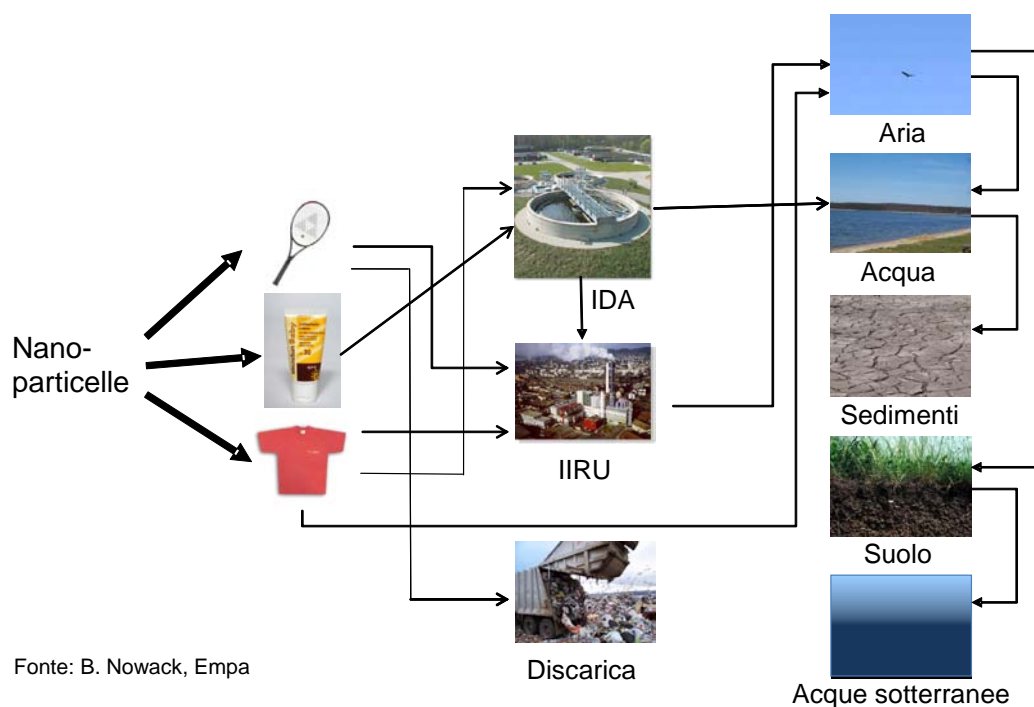 Nano-
particelle
IDA
IIRU
Discarica
Aria
Acqua
Sedimenti
Suolo
Acque sotterranee
Fonte: B. Nowack, Empa